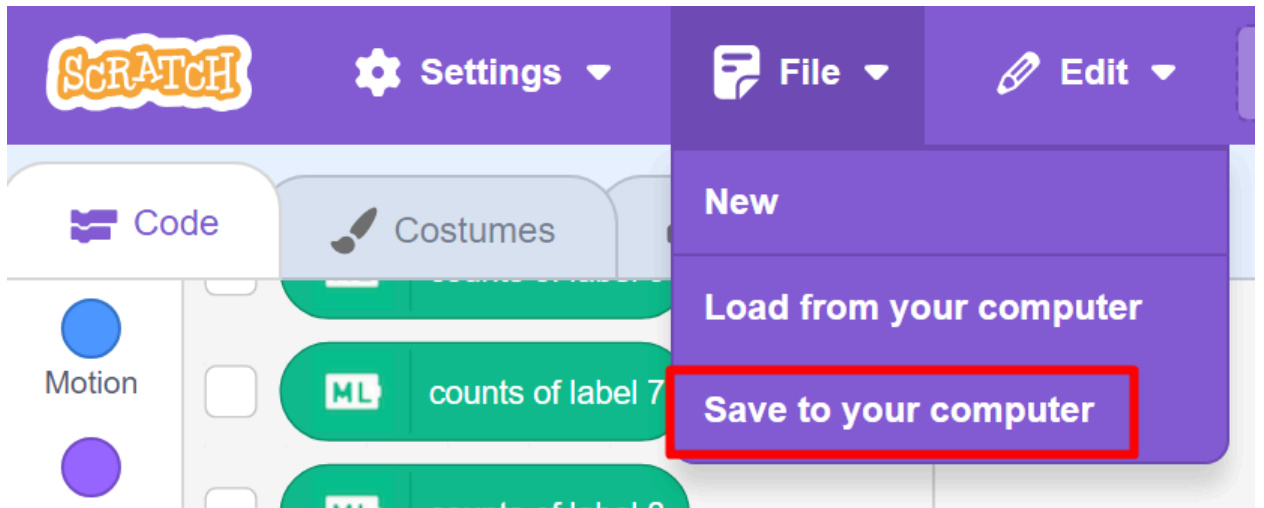 SCRATCH
Settings
File
Edit
Code
Costumes
New
Load from your computer
Save to your computer
Motion
ML
counts of label 7